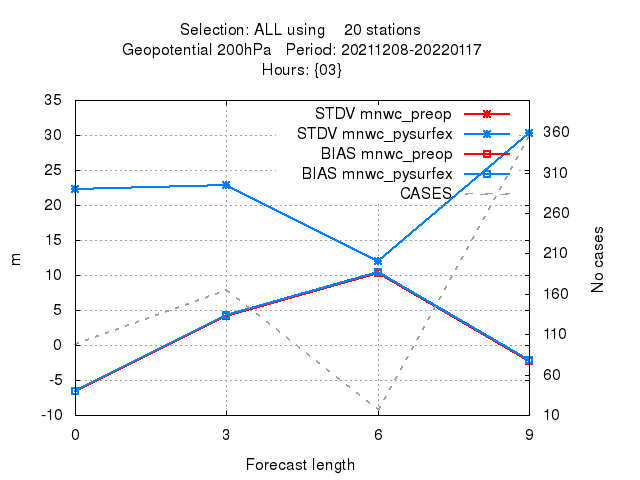 Selection: ALL using    20 stations
Geopotential 200hPa   Period: 20211208-20220117
Hours: {03}
STDV mnwc_preop
STDV mnwc_pysurfex
BIAS mnwc_preop
BIAS mnwc_pysurfex
CASES
35
30
25
20
15
10
5
0
-5
-10
m
360
310
260
210
160
110
60
10
No cases
0 3 6 9
Forecast length